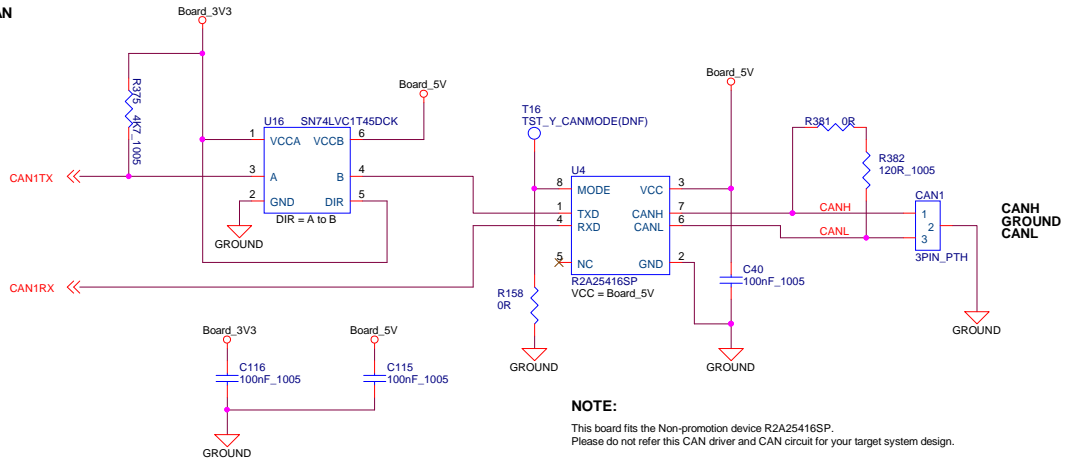 AN
Board_3V3
R375
4K7_1005
Board_5V
U16 SN74LVC1T45DCK
1 VCCA VCCB 6
CAN1TX
3 A B 4
2 GND DIR 5
DIR = A to B
GROUND
CAN1RX
T16
TST_Y_CANMODE(DNF)
Board_5V
R381 0R
R382
120R_1005
U4
8 MODE VCC 3
1 TXD CANH 7
4 RXD CANL 6
5 NC GND 2
R2A25416SP
VCC = Board_5V
CANH
CANL
CAN1
1
2
3
3PIN_PTH
CANH
GROUND
CANL
R158
0R
C40
100nF_1005
GROUND
GROUND
GROUND
Board_3V3
Board_5V
C116
100nF_1005
C115
100nF_1005
GROUND
NOTE:
This board fits the Non-promotion device R2A25416SP.
Please do not refer this CAN driver and CAN circuit for your target system design.